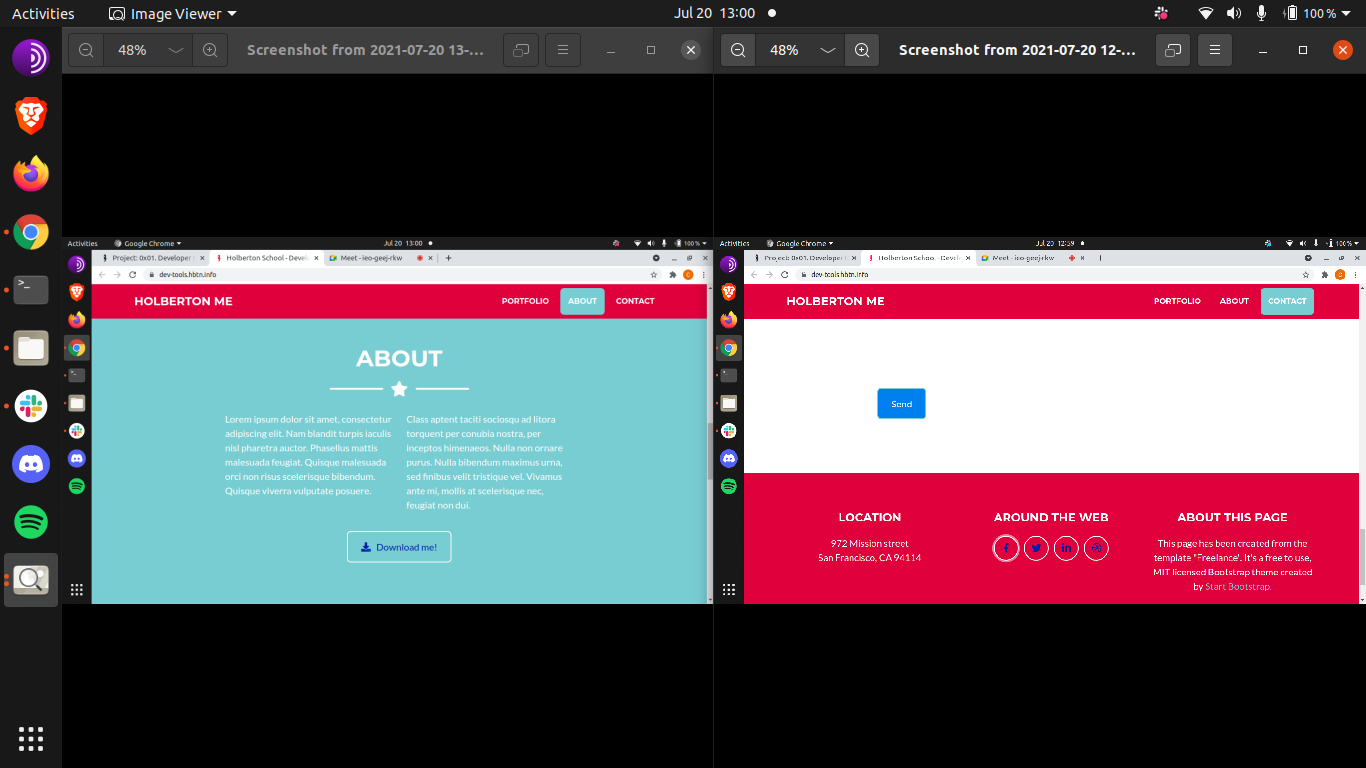 Activities
Image Viewer
Jul 20 13:00
100 %
48%
Screenshot from 2021-07-20 13-...
48%
Screenshot from 2021-07-20 12-...
Activities
Google Chrome
Jul 20 13:00
100 %
Project: 0x01. Developer
Holberton School - Devel
Meet - ieo-geej-rkw
dev-tools.hbtn.info
HOLBERTON ME
PORTFOLIO
ABOUT
CONTACT
ABOUT
Lorem ipsum dolor sit amet, consectetur
adipiscing elit. Nam blandit turpis iaculis
nisl pharetra auctor. Phasellus mattis
malesuada feugiat. Quisque malesuada
orci non risus scelerisque bibendum.
Quisque viverra vulputate posuere.
Class aptent taciti sociosqu ad litora
torquent per conubia nostra, per
inceptos himenaeos. Nulla non ornare
purus. Nulla bibendum maximus urna,
sed finibus velit tristique vel. Vivamus
ante mi, mollis at scelerisque nec,
feugiat non dui.
Download me!
Activities
Google Chrome
Jul 20 12:59
100 %
Project: 0x01. Developer
Holberton School - Devel
Meet - ieo-geej-rkw
dev-tools.hbtn.info
HOLBERTON ME
PORTFOLIO
ABOUT
CONTACT
Send
LOCATION
972 Mission street
San Francisco, CA 94114
AROUND THE WEB
ABOUT THIS PAGE
This page has been created from the
template "Freelance". It's a free to use,
MIT licensed Bootstrap theme created
by Start Bootstrap.